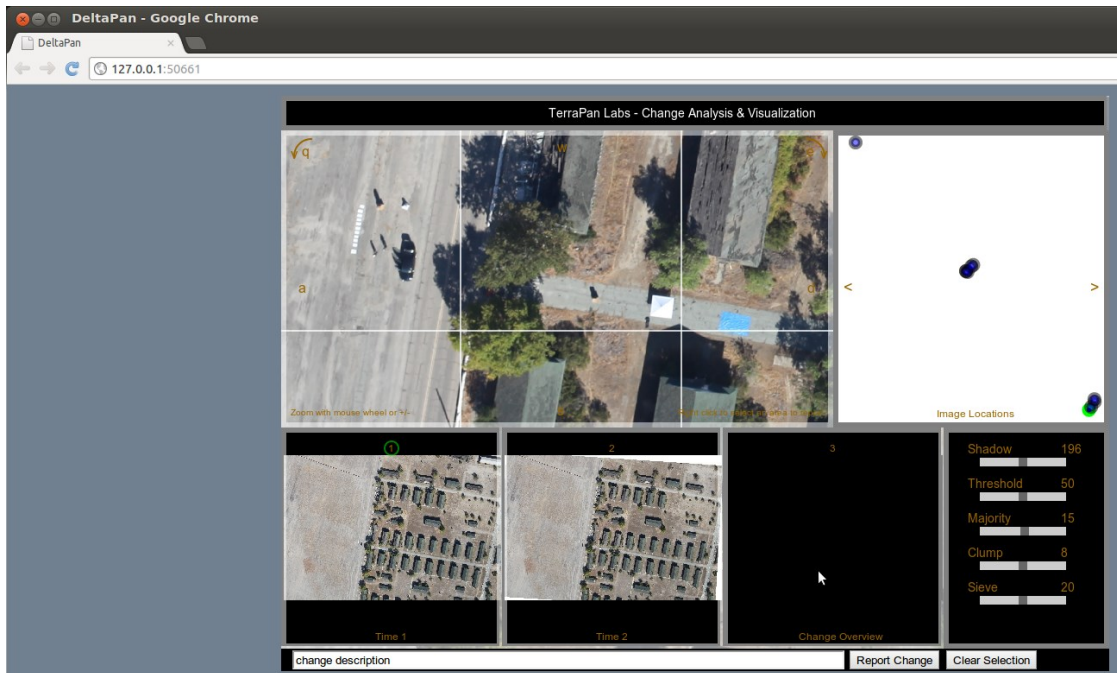 DeltaPan - Google Chrome
DeltaPan
127.0.0.1:50661
TerraPan Labs - Change Analysis & Visualization
q
w
a
d
Zoom with mouse wheel or +/-
<
>
Image Locations
1
2
3
Time 1
Time 2
Change Overview
Shadow 196
Threshold 50
Majority 15
Clump 8
Sieve 20
change description
Report Change
Clear Selection